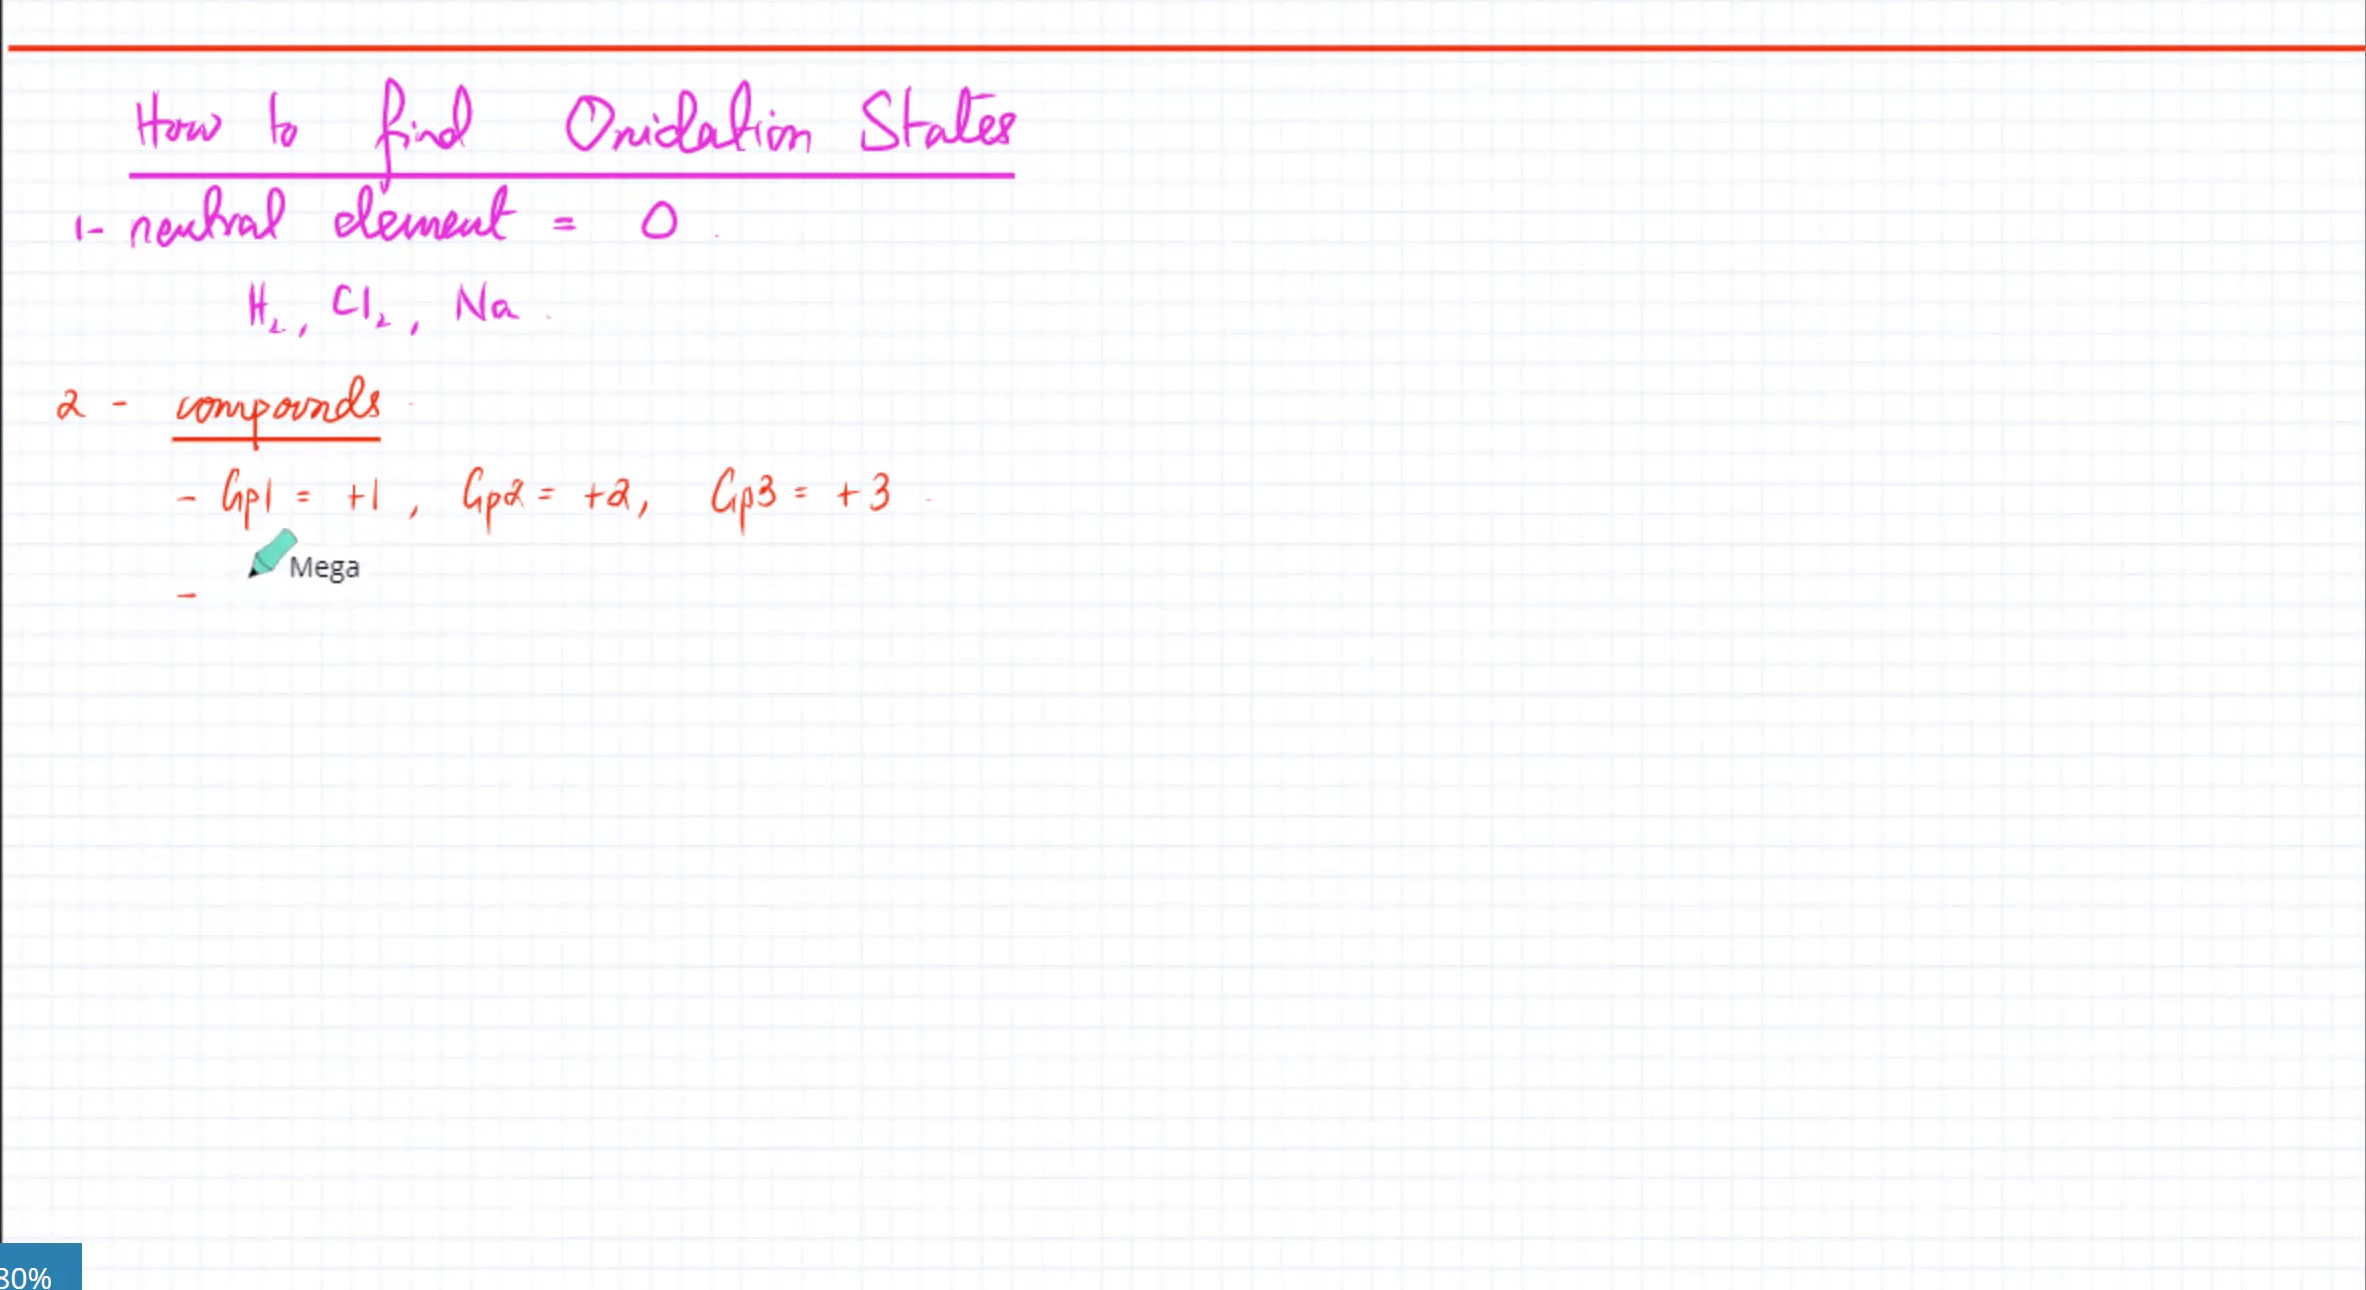 How to find Oxidation States
1- neutral element = 0.
H₂, Cl₂, Na.
2 - compounds
- Gp1 = +1, Gp2 = +2, Gp3 = +3
Mega
-
30%